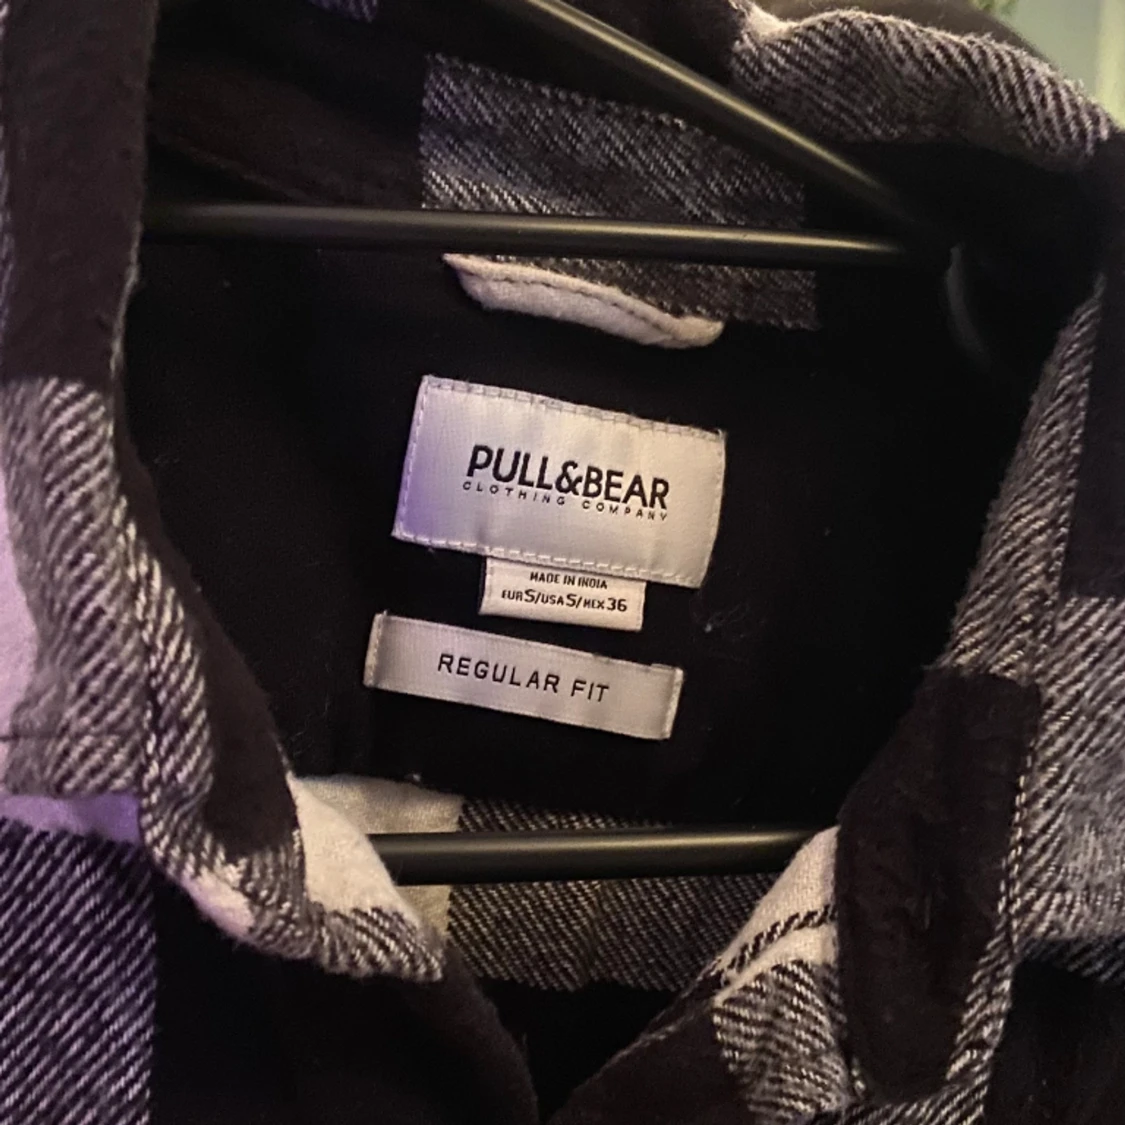 PULL&BEAR
CLOTHING COMPANY
MADE IN INDIA
EUR S/USA S/MEX 36
REGULAR FIT